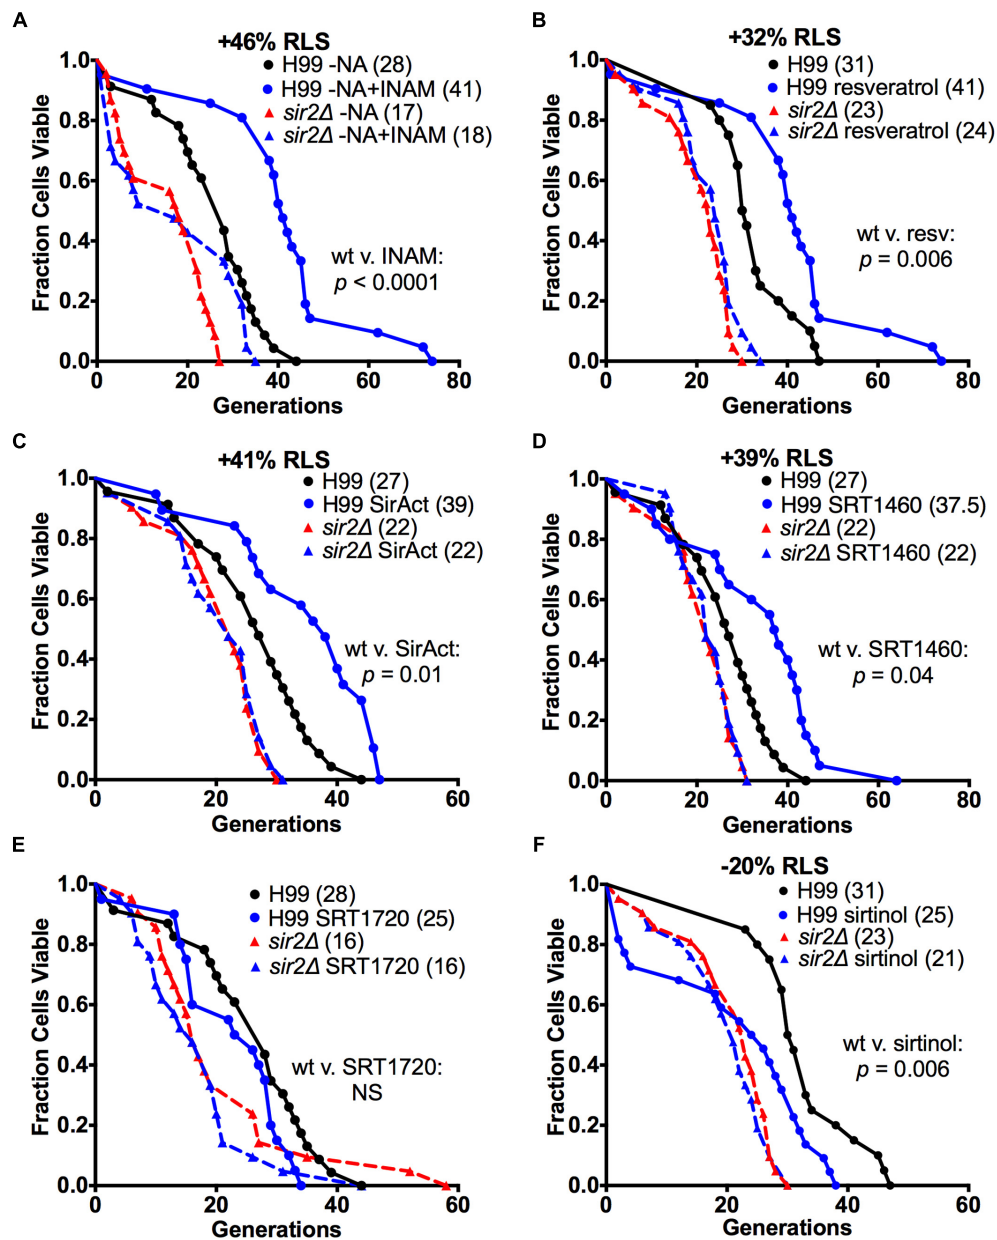 A
+46% RLS
H99 -NA (28)
H99 -NA+INAM (41)
sir2Δ -NA (17)
sir2Δ -NA+INAM (18)
wt v. INAM:
p < 0.0001
Fraction Cells Viable
1.0
0.8
0.6
0.4
0.2
0.0
0 20 40 60 80
Generations
B
+32% RLS
H99 (31)
H99 resveratrol (41)
sir2Δ (23)
sir2Δ resveratrol (24)
wt v. resv:
p = 0.006
Fraction Cells Viable
1.0
0.8
0.6
0.4
0.2
0.0
0 20 40 60 80
Generations
C
+41% RLS
H99 (27)
H99 SirAct (39)
sir2Δ (22)
sir2Δ SirAct (22)
wt v. SirAct:
p = 0.01
Fraction Cells Viable
1.0
0.8
0.6
0.4
0.2
0.0
0 20 40 60
Generations
D
+39% RLS
H99 (27)
H99 SRT1460 (37.5)
sir2Δ (22)
sir2Δ SRT1460 (22)
wt v. SRT1460:
p = 0.04
Fraction Cells Viable
1.0
0.8
0.6
0.4
0.2
0.0
0 20 40 60 80
Generations
E
H99 (28)
H99 SRT1720 (25)
sir2Δ (16)
sir2Δ SRT1720 (16)
wt v. SRT1720:
NS
Fraction Cells Viable
1.0
0.8
0.6
0.4
0.2
0.0
0 20 40 60
Generations
F
-20% RLS
H99 (31)
H99 sirtinol (25)
sir2Δ (23)
sir2Δ sirtinol (21)
wt v. sirtinol:
p = 0.006
Fraction Cells Viable
1.0
0.8
0.6
0.4
0.2
0.0
0 20 40 60
Generations